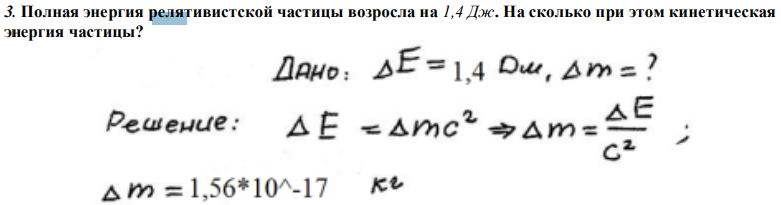 3. Полная энергия релятивистской частицы возросла на 1,4 Дж. На сколько при этом кинетическая
энергия частицы?
Дано: ΔE = 1,4 Дж, Δm = ?
Решение: ΔE = Δmc² ⇒ Δm = ΔE/c² ;
Δm = 1,56*10^-17 кг